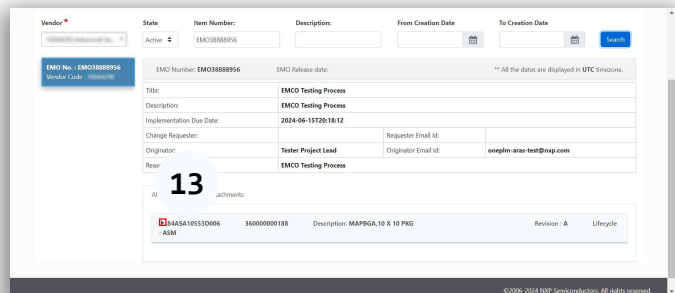 Vendor *
State
Item Number:
Description:
From Creation Date
To Creation Date
Active
EMO38888956
Search
EMO No. : EMO38888956
Vendor Code :
EMO Number: EMO38888956
EMO Release date:
** All the dates are displayed in UTC timezone.
Title:
EMCO Testing Process
Description:
EMCO Testing Process
Implementation Due Date:
2024-06-15T20:18:12
Change Requester:
Requester Email Id:
Originator:
Tester Project Lead
Originator Email Id:
oneplm-aras-test@nxp.com
EMCO Testing Process
13
84ASA10553D006
: ASM
360000000188
Description: MAPBGA,10 X 10 PKG
Revision : A
Lifecycle
©2006-2024 NXP Semiconductors. All rights reserved.